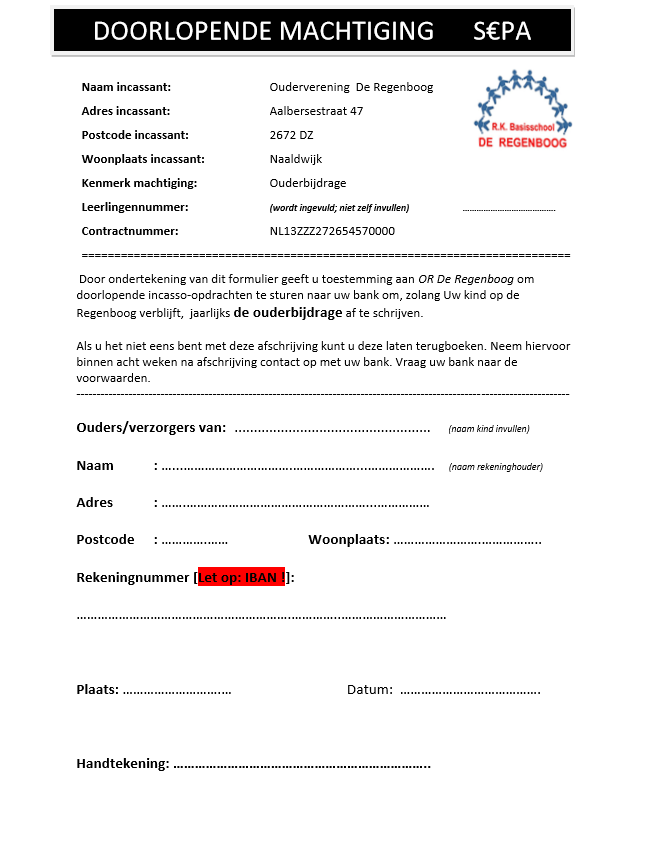 DOORLOPENDE MACHTIGING S€PA
Naam incassant: Ouderverening De Regenboog
Adres incassant: Aalbersestraat 47
Postcode incassant: 2672 DZ
Woonplaats incassant: Naaldwijk
Kenmerk machtiging: Ouderbijdrage
Leerlingennummer: (wordt ingevuld; niet zelf invullen) ……………………………….
Contractnummer: NL13ZZZ272654570000
R.K. Basisschool
DE REGENBOOG
===========================================================================
Door ondertekening van dit formulier geeft u toestemming aan OR De Regenboog om
doorlopende incasso-opdrachten te sturen naar uw bank om, zolang Uw kind op de
Regenboog verblijft, jaarlijks de ouderbijdrage af te schrijven.
Als u het niet eens bent met deze afschrijving kunt u deze laten terugboeken. Neem hiervoor
binnen acht weken na afschrijving contact op met uw bank. Vraag uw bank naar de
voorwaarden.
---------------------------------------------------------------------------------------------------------------------
Ouders/verzorgers van: ..................................................... (naam kind invullen)
Naam : …..………………………….…………………..………………. (naam rekeninghouder)
Adres : …….……………………………………………...……………
Postcode : ………….…… Woonplaats: …………………….……………..
Rekeningnummer [Let op: IBAN !]:
…………………………………………………….…………..……………………………
Plaats: ……………………….… Datum: ………………………………….
Handtekening: ………………………………………………………………..